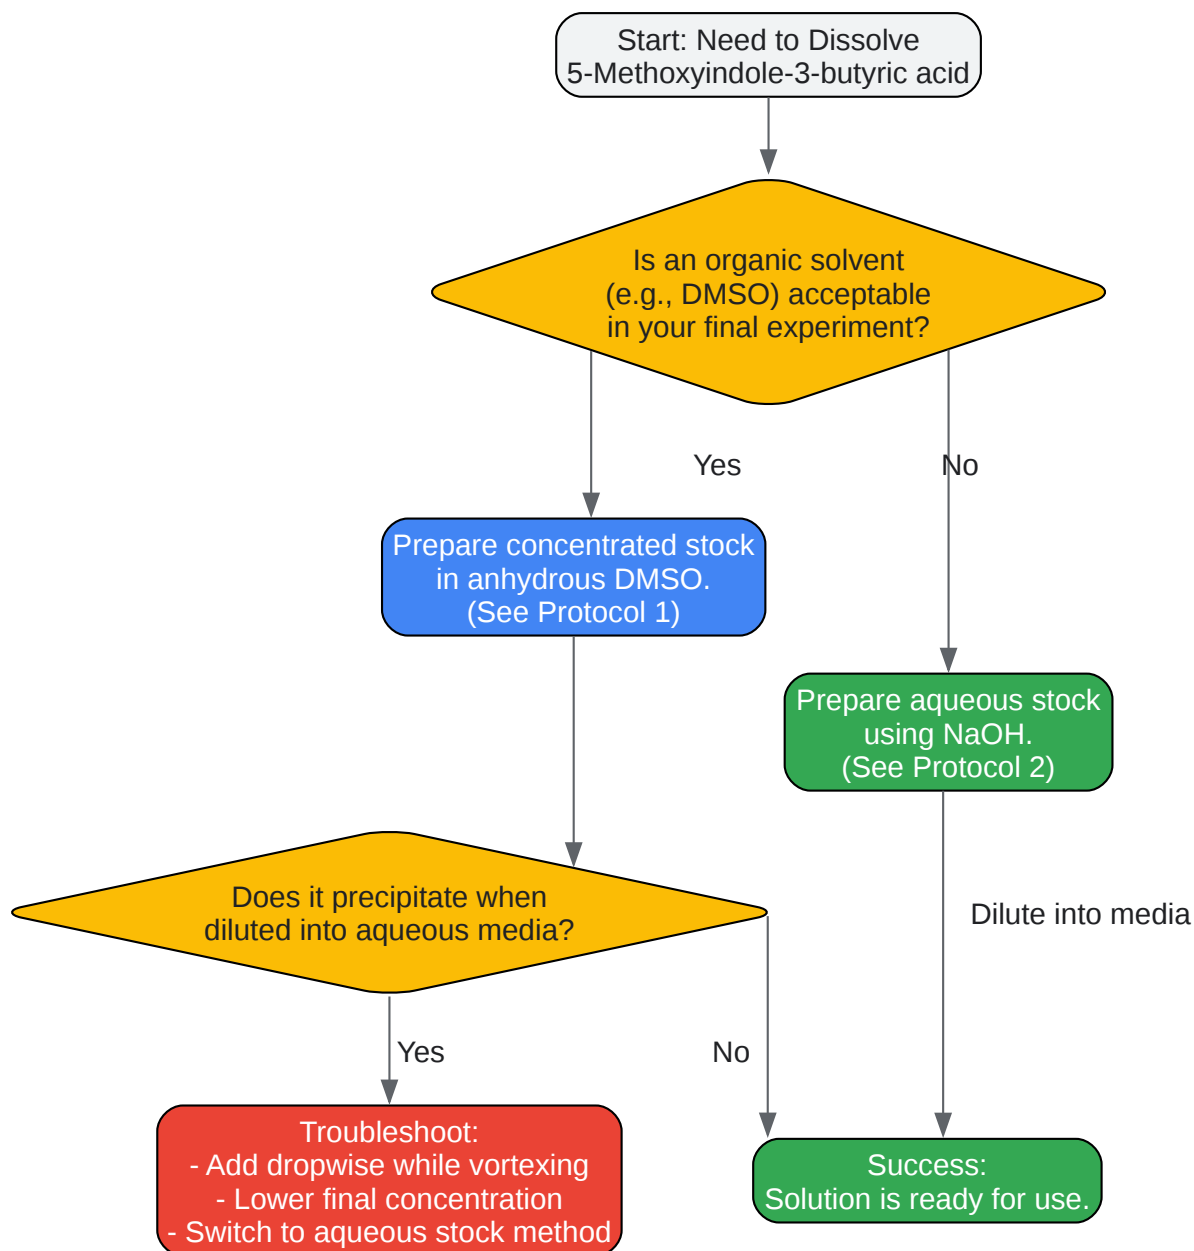 Start: Need to Dissolve
5-Methoxyindole-3-butyric acid
Is an organic solvent
(e.g., DMSO) acceptable
in your final experiment?
Yes
No
Prepare concentrated stock
in anhydrous DMSO.
(See Protocol 1)
Prepare aqueous stock
using NaOH.
(See Protocol 2)
Does it precipitate when
diluted into aqueous media?
Dilute into media
Yes
No
Troubleshoot:
- Add dropwise while vortexing
- Lower final concentration
- Switch to aqueous stock method
Success:
Solution is ready for use.